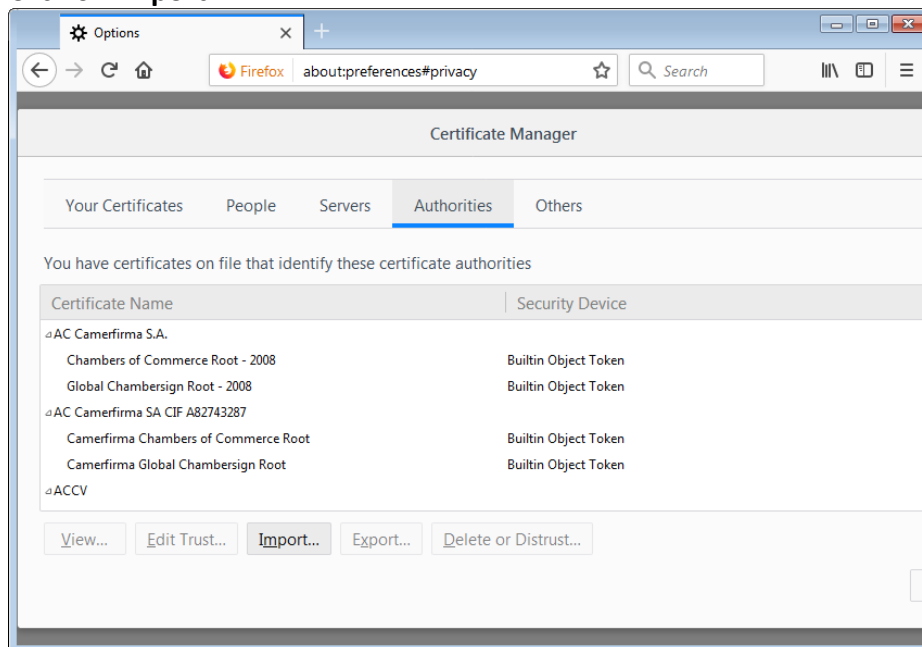 Options
Firefox about:preferences#privacy Search
Certificate Manager
Your Certificates People Servers Authorities Others
You have certificates on file that identify these certificate authorities
Certificate Name Security Device
AC Camerfirma S.A.
Chambers of Commerce Root - 2008 Builtin Object Token
Global Chambersign Root - 2008 Builtin Object Token
AC Camerfirma SA CIF A82743287
Camerfirma Chambers of Commerce Root Builtin Object Token
Camerfirma Global Chambersign Root Builtin Object Token
ACCV
View... Edit Trust... Import... Export... Delete or Distrust...